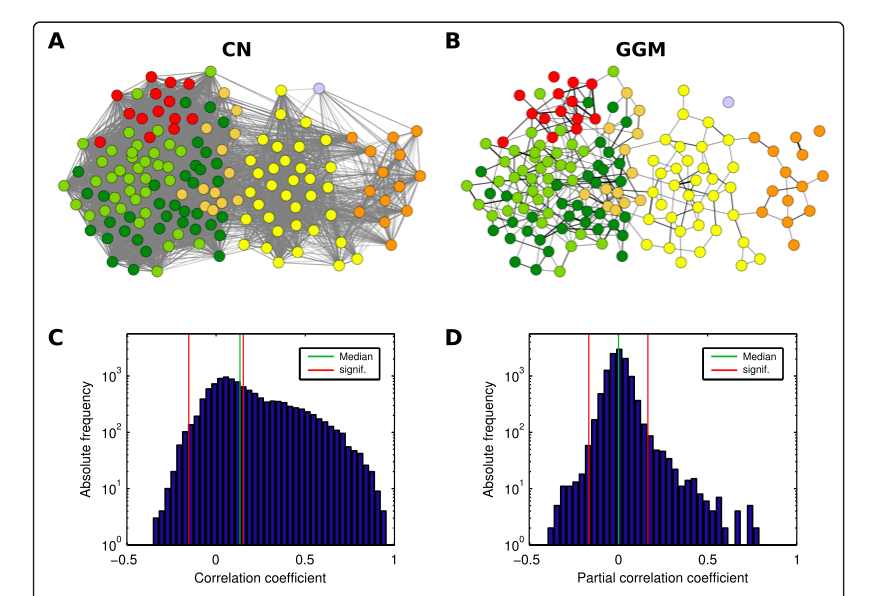 A
CN
B
GGM
C
Absolute frequency
10^3
10^2
10^1
10^0
−0.5
0
0.5
1
Correlation coefficient
Median
signif.
D
Absolute frequency
10^3
10^2
10^1
10^0
−0.5
0
0.5
1
Partial correlation coefficient
Median
signif.